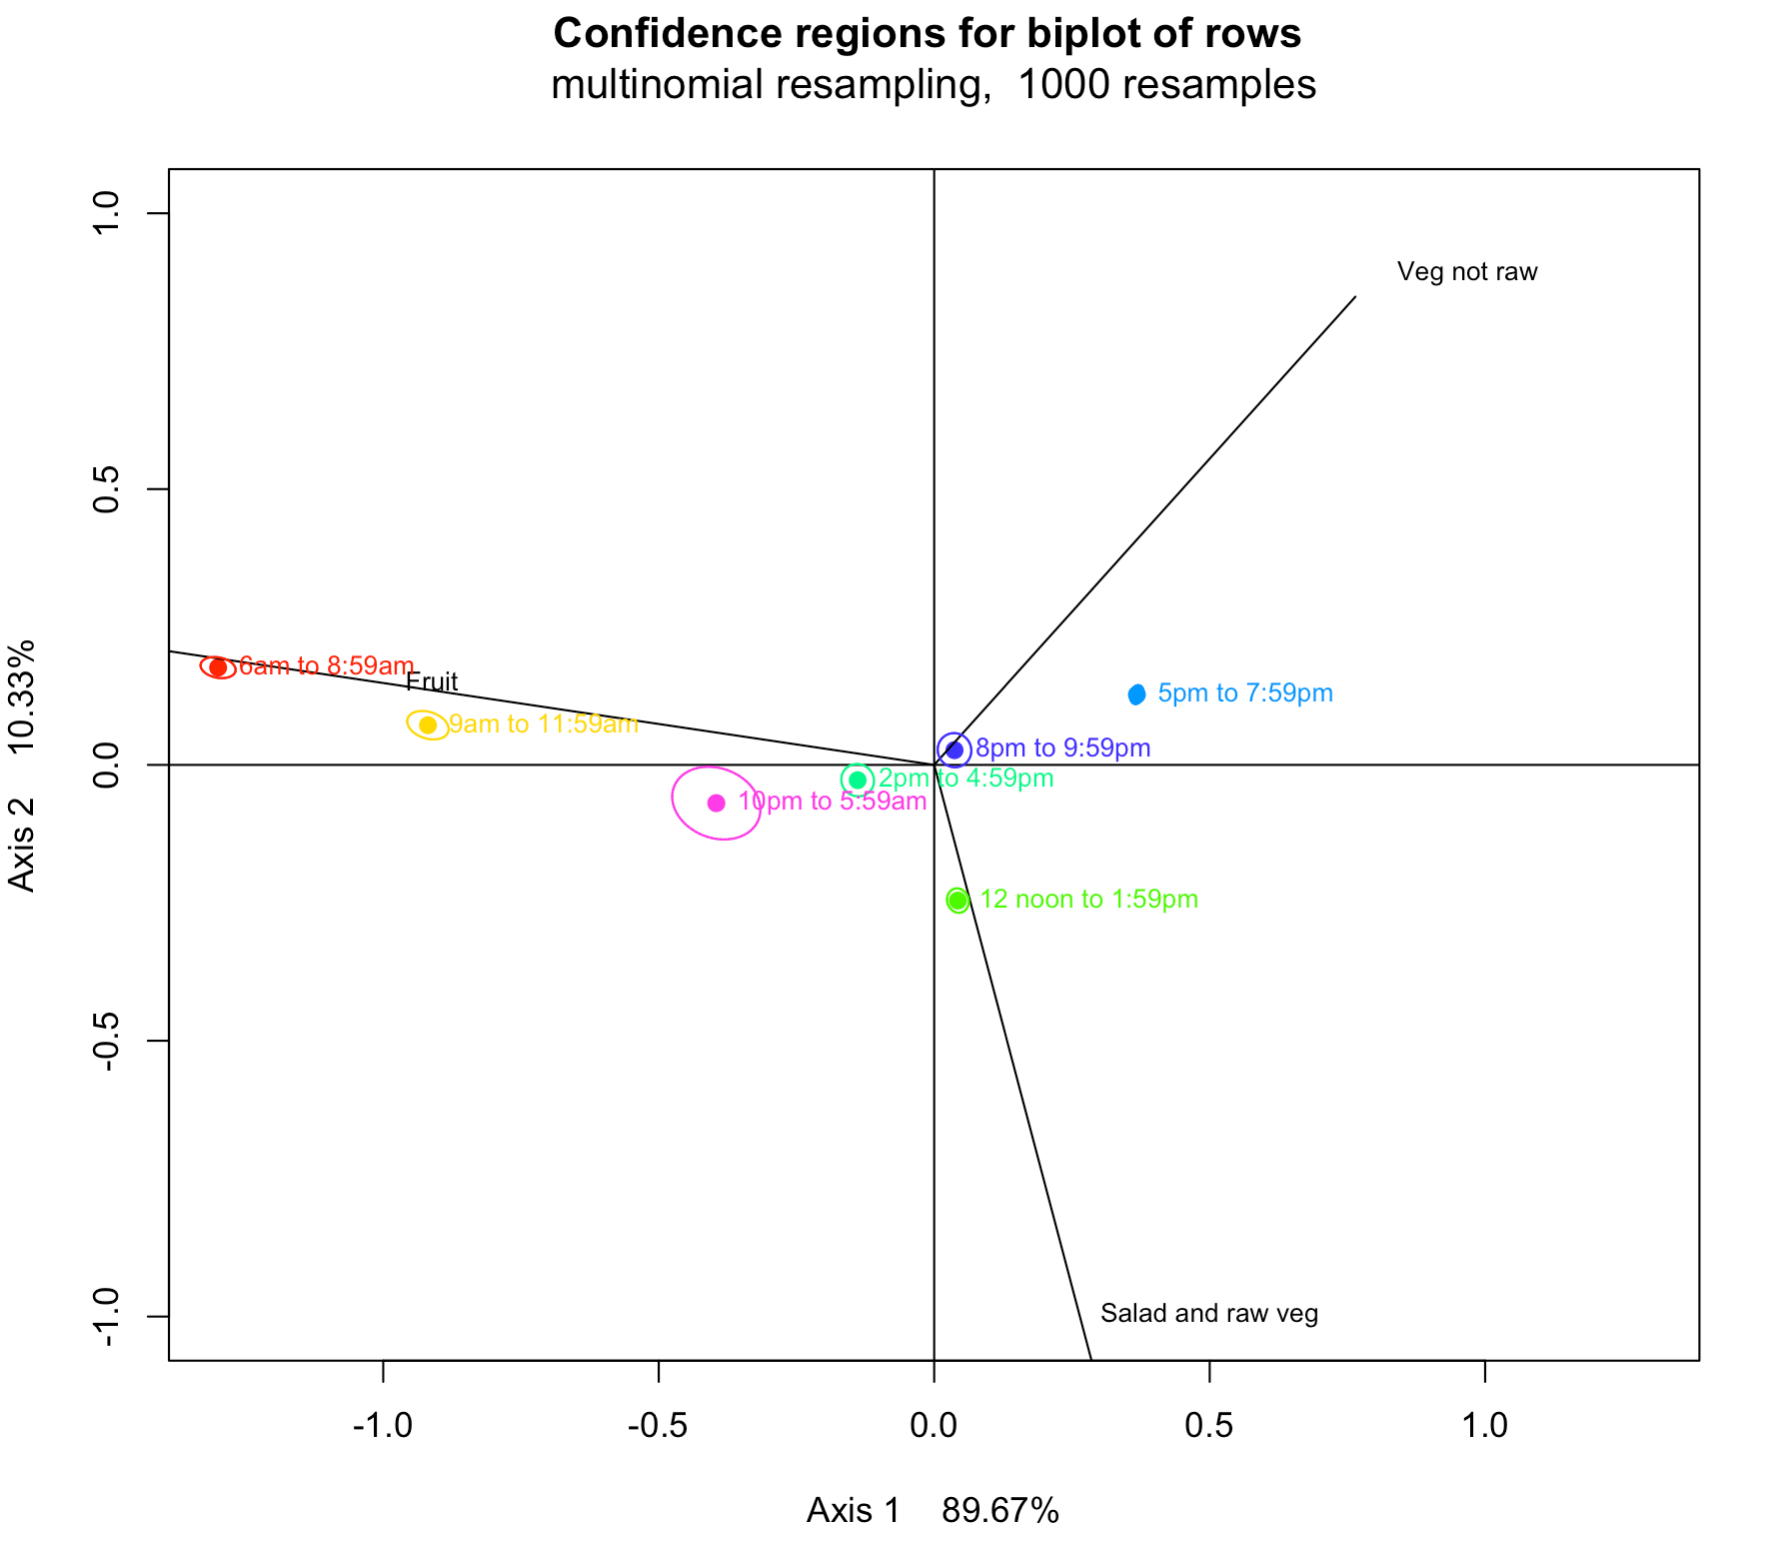 Confidence regions for biplot of rows
multinomial resampling, 1000 resamples
1.0
Veg not raw
0.5
6am to 8:59am
Fruit
5pm to 7:59pm
9am to 11:59am
8pm to 9:59pm
0.0
2pm to 4:59pm
10pm to 5:59am
12 noon to 1:59pm
-0.5
-1.0
Salad and raw veg
Axis 2 10.33%
-1.0 -0.5 0.0 0.5 1.0
Axis 1 89.67%